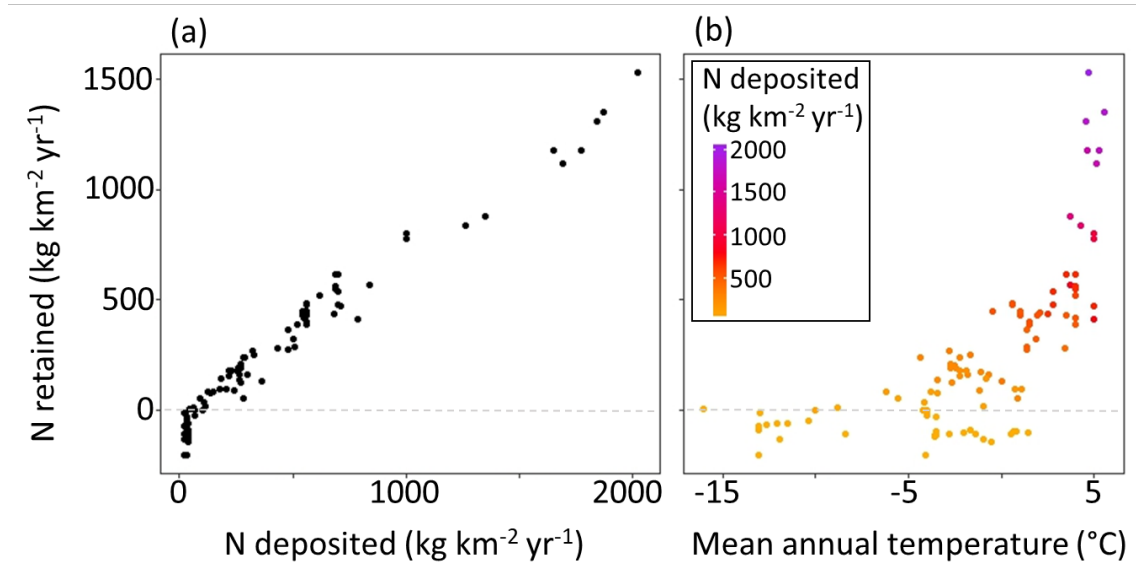 (a)
(b)
1500
1000
500
0
N retained (kg km-2 yr-1)
0
1000
2000
N deposited (kg km-2 yr-1)
N deposited
(kg km-2 yr-1)
2000
1500
1000
500
-15
-5
5
Mean annual temperature (°C)